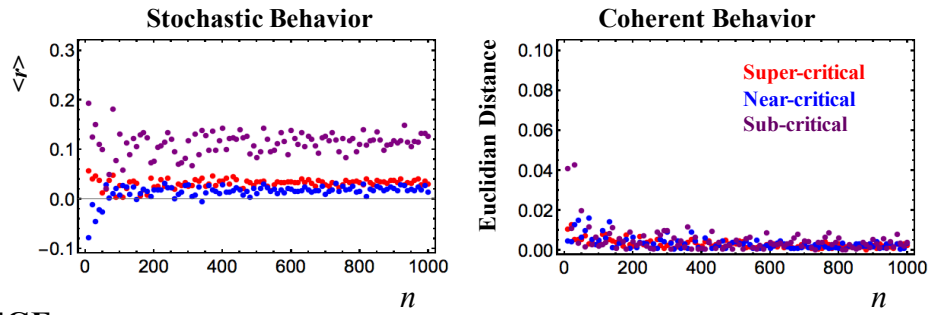 Stochastic Behavior
<r>
0.3
0.2
0.1
0.0
−0.1
0 200 400 600 800 1000
n
Coherent Behavior
Euclidian Distance
0.10
0.08
0.06
0.04
0.02
0.00
Super-critical
Near-critical
Sub-critical
0 200 400 600 800 1000
n